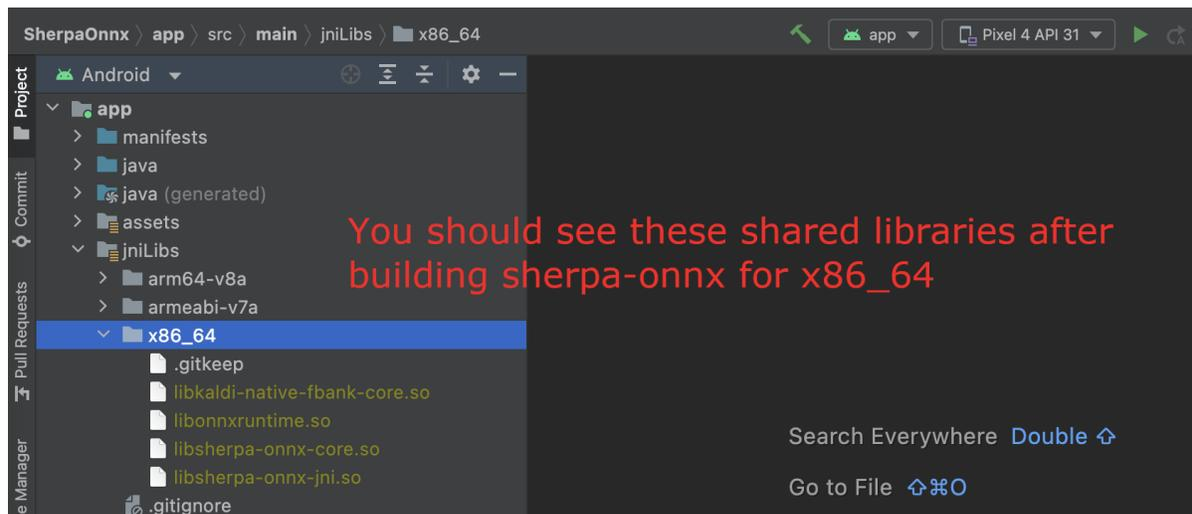 SherpaOnnx 〉 app 〉 src 〉 main 〉 jniLibs 〉 x86_64
app
Pixel 4 API 31
Project
Commit
Pull Requests
e Manager
Android
app
manifests
java
java (generated)
assets
jniLibs
arm64-v8a
armeabi-v7a
x86_64
.gitkeep
libkaldi-native-fbank-core.so
libonnxruntime.so
libsherpa-onnx-core.so
libsherpa-onnx-jni.so
.gitignore
You should see these shared libraries after
building sherpa-onnx for x86_64
Search Everywhere Double ⇧
Go to File ⇧⌘O